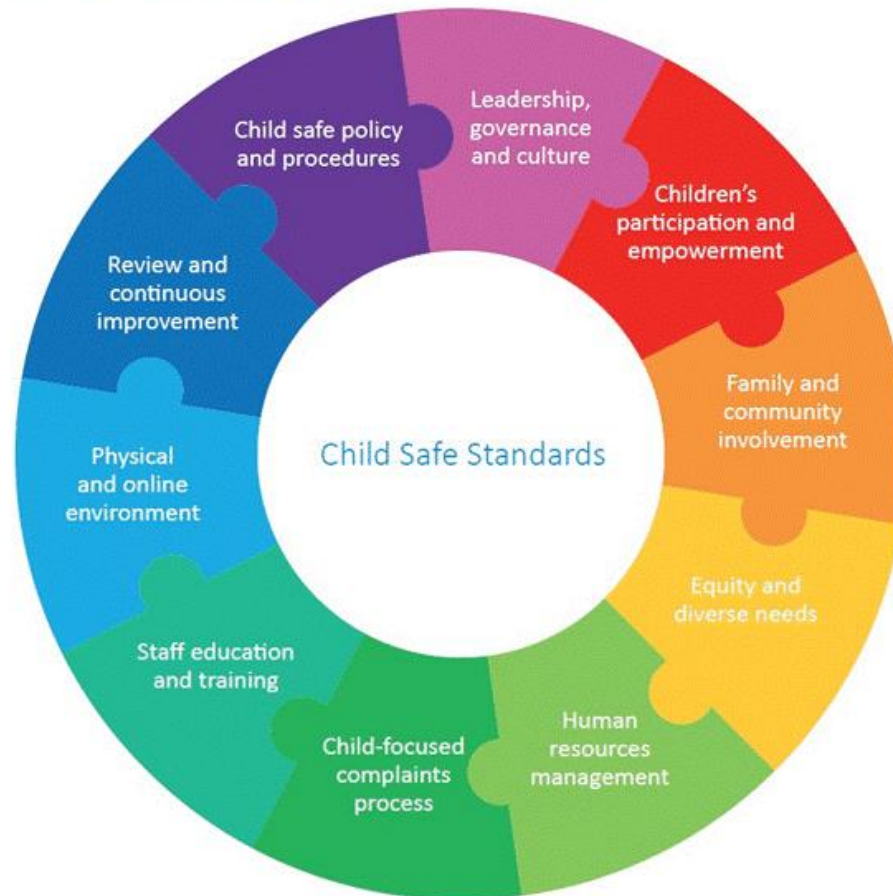 Leadership,
governance
and culture
Children’s
participation and
empowerment
Family and
community
involvement
Equity and
diverse needs
Human
resources
management
Child-focused
complaints
process
Staff education
and training
Physical
and online
environment
Review and
continuous
improvement
Child safe policy
and procedures
Child Safe Standards